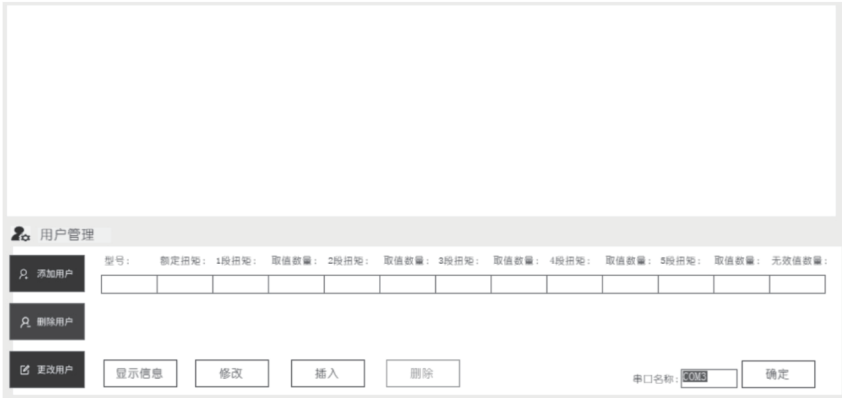 用户管理
型号: 额定扭矩: 1段扭矩: 取值数量: 2段扭矩: 取值数量: 3段扭矩: 取值数量: 4段扭矩: 取值数量: 5段扭矩: 取值数量: 无效值数量:
添加用户
删除用户
更改用户
显示信息 修改 插入 删除 串口名称: COM3 确定